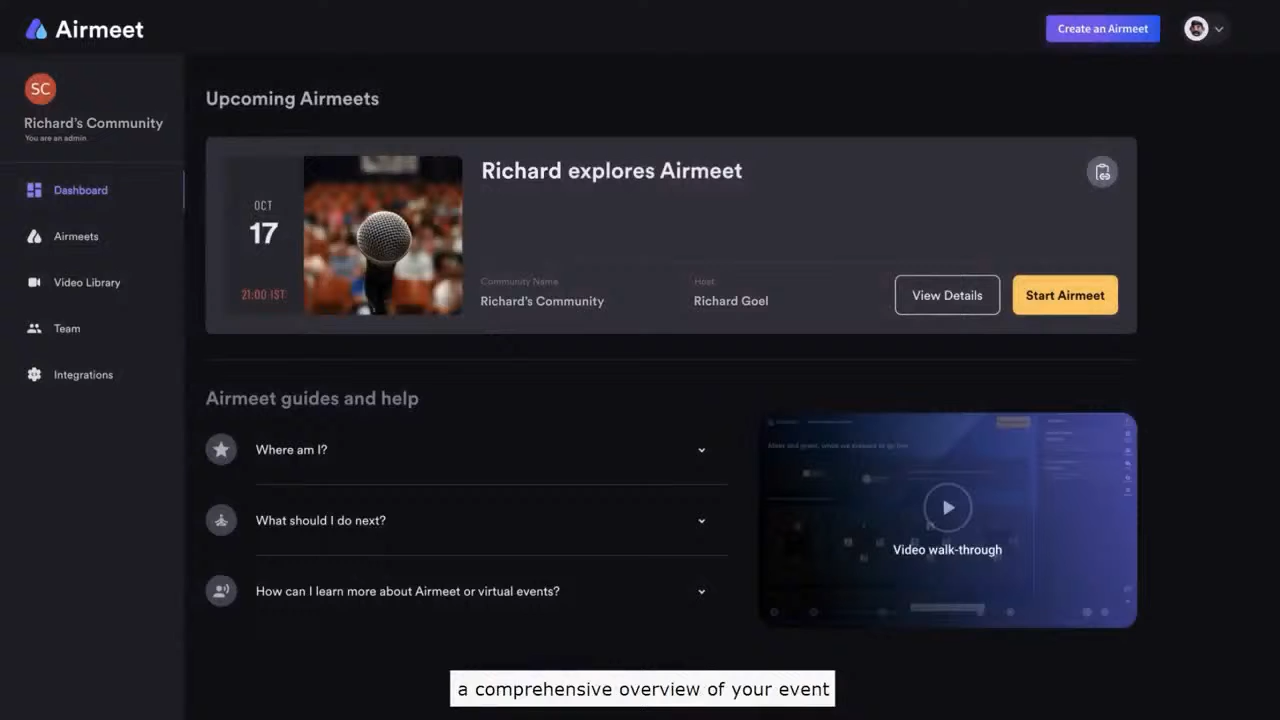 Airmeet
Create an Airmeet
SC
Richard's Community
You are an admin
Dashboard
Airmeets
Video Library
Team
Integrations
Upcoming Airmeets
OCT
17
21:00 IST
Richard explores Airmeet
Community Name
Richard's Community
Host
Richard Goel
View Details
Start Airmeet
Airmeet guides and help
Where am I?
What should I do next?
How can I learn more about Airmeet or virtual events?
Video walk-through
a comprehensive overview of your event